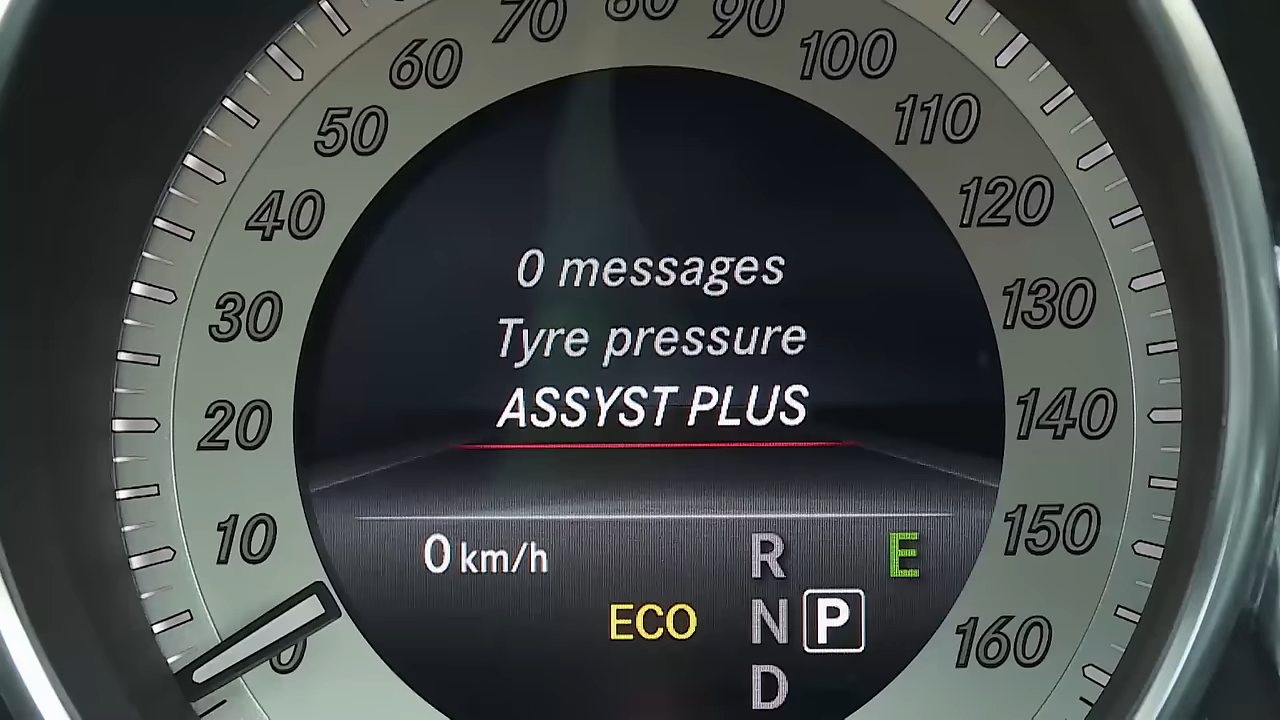 70 80 90
60 100
50 110
40 120
0 messages
30 130
Tyre pressure
ASSYST PLUS
20 140
10 150
0 km/h R E
ECO N P
0 160
D